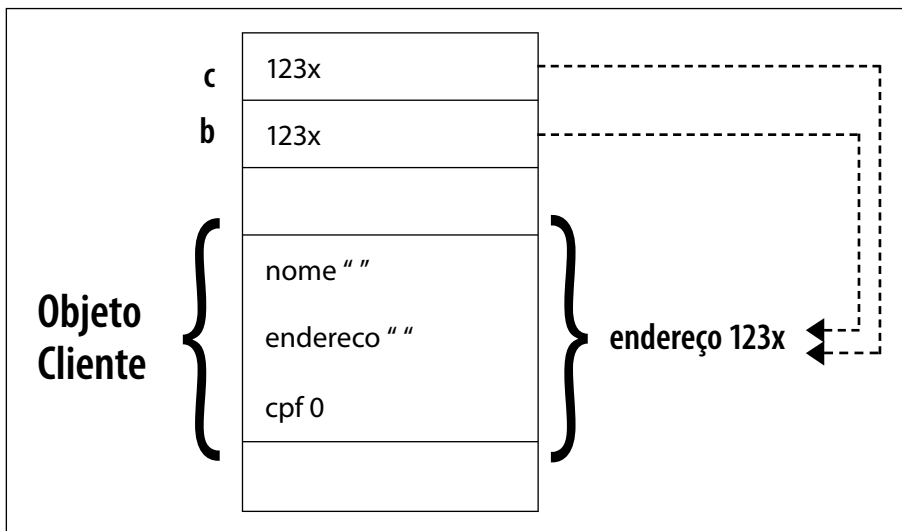 c
123x
b
123x
Objeto
Cliente
nome “ ”
endereco “ “
cpf 0
endereço 123x